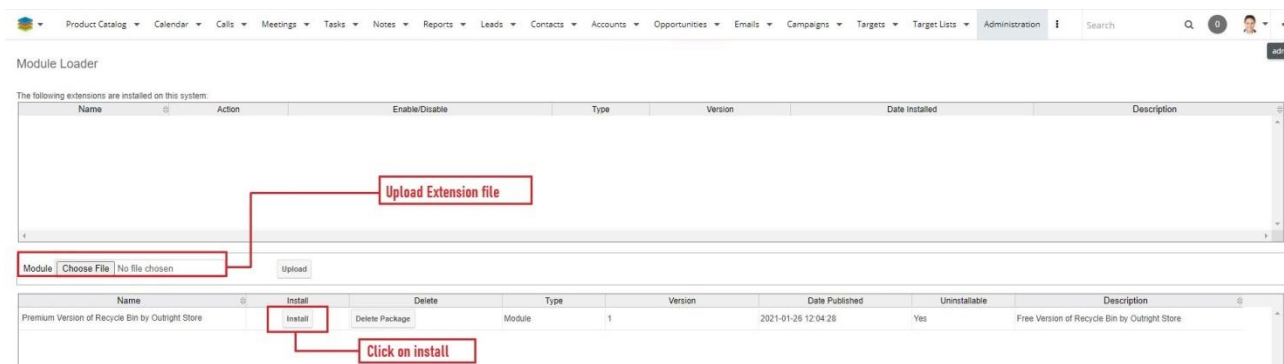 Product Catalog Calendar Calls Meetings Tasks Notes Reports Leads Contacts Accounts Opportunities Emails Campaigns Targets Target Lists Administration Search 0
Module Loader
The following extensions are installed on this system:
Name Action Enable/Disable Type Version Date Installed Description
Upload Extension file
Module Choose File No file chosen Upload
Name Install Delete Type Version Date Published Uninstallable Description
Premium Version of Recycle Bin by Outright Store Install Delete Package Module 1 2021-01-26 12:04:28 Yes Free Version of Recycle Bin by Outright Store
Click on install